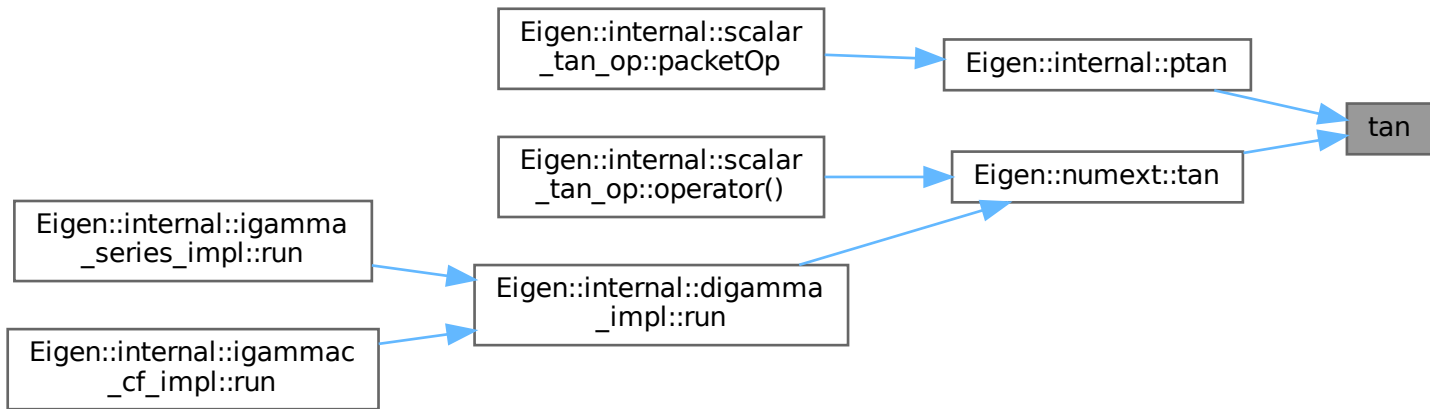 Eigen::internal::scalar
_tan_op::packetOp
Eigen::internal::ptan
tan
Eigen::internal::scalar
_tan_op::operator()
Eigen::numext::tan
Eigen::internal::igamma
_series_impl::run
Eigen::internal::digamma
_impl::run
Eigen::internal::igammac
_cf_impl::run